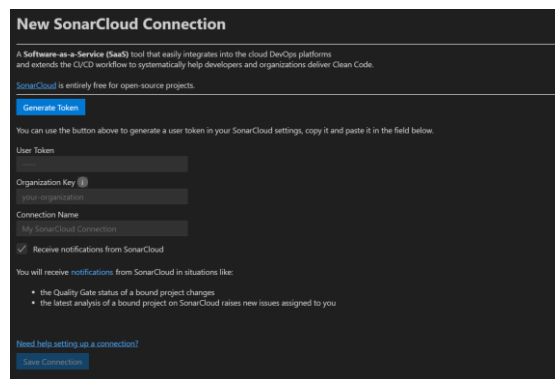 New SonarCloud Connection
A Software-as-a-Service (SaaS) tool that easily integrates into the cloud DevOps platforms
and extends the CI/CD workflow to systematically help developers and organizations deliver Clean Code.
SonarCloud is entirely free for open-source projects.
Generate Token
You can use the button above to generate a user token in your SonarCloud settings, copy it and paste it in the field below.
User Token
Organization Key i
your-organization
Connection Name
My SonarCloud Connection
Receive notifications from SonarCloud
You will receive notifications from SonarCloud in situations like:
• the Quality Gate status of a bound project changes
• the latest analysis of a bound project on SonarCloud raises new issues assigned to you
Need help setting up a connection?
Save Connection